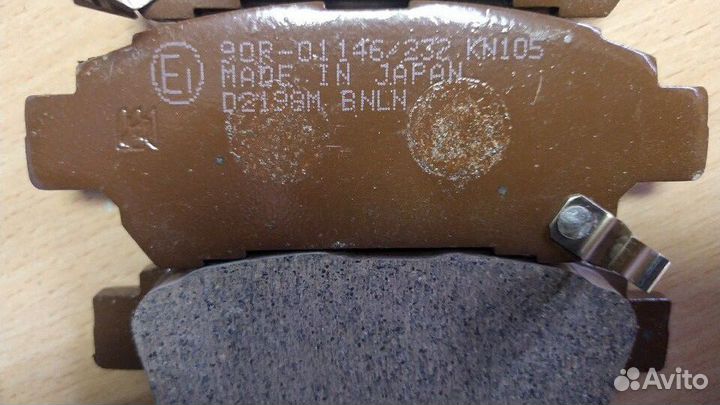 E1 90R-01146/232 KN105
MADE IN JAPAN
D2198M BNLN
Avito